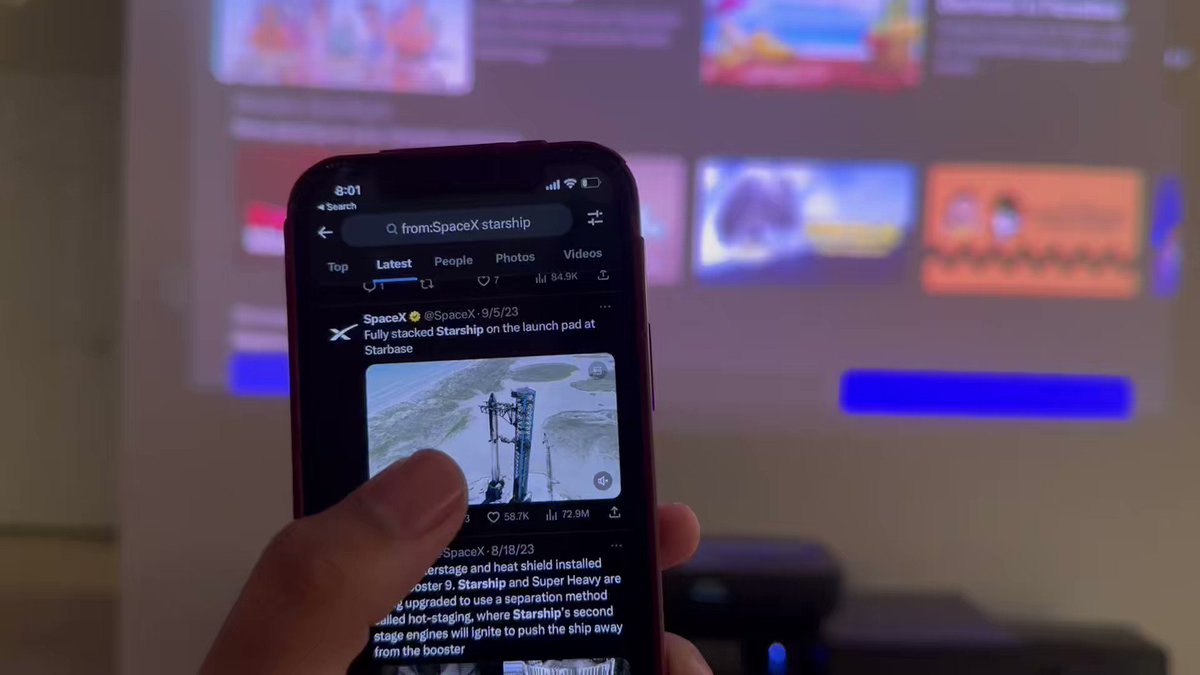 8:01
Search
from:SpaceX starship
Top Latest People Photos Videos
1 7 84.9K
SpaceX @SpaceX · 9/5/23
Fully stacked Starship on the launch pad at
Starbase
3 58.7K 72.9M
SpaceX · 8/18/23
erstage and heat shield installed
oster 9. Starship and Super Heavy are
g upgraded to use a separation method
alled hot-staging, where Starship's second
stage engines will ignite to push the ship away
from the booster